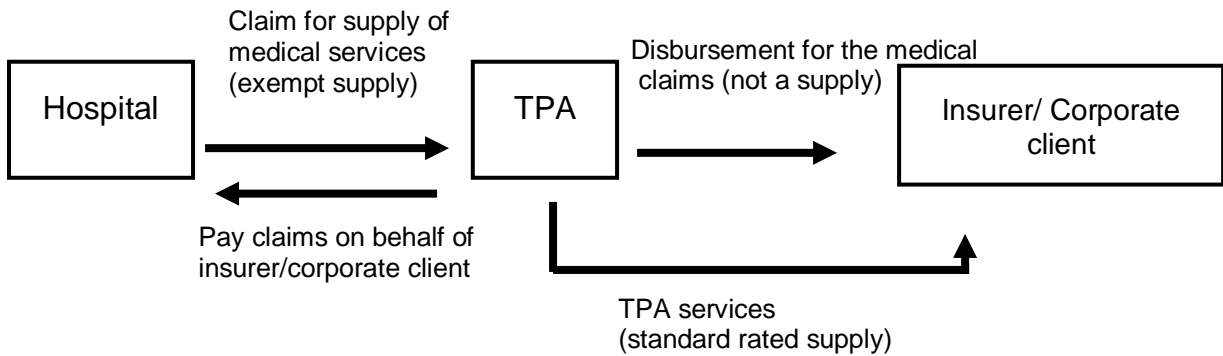 Claim for supply of
medical services
(exempt supply)
Disbursement for the medical
claims (not a supply)
Hospital
TPA
Insurer/ Corporate
client
Pay claims on behalf of
insurer/corporate client
TPA services
(standard rated supply)